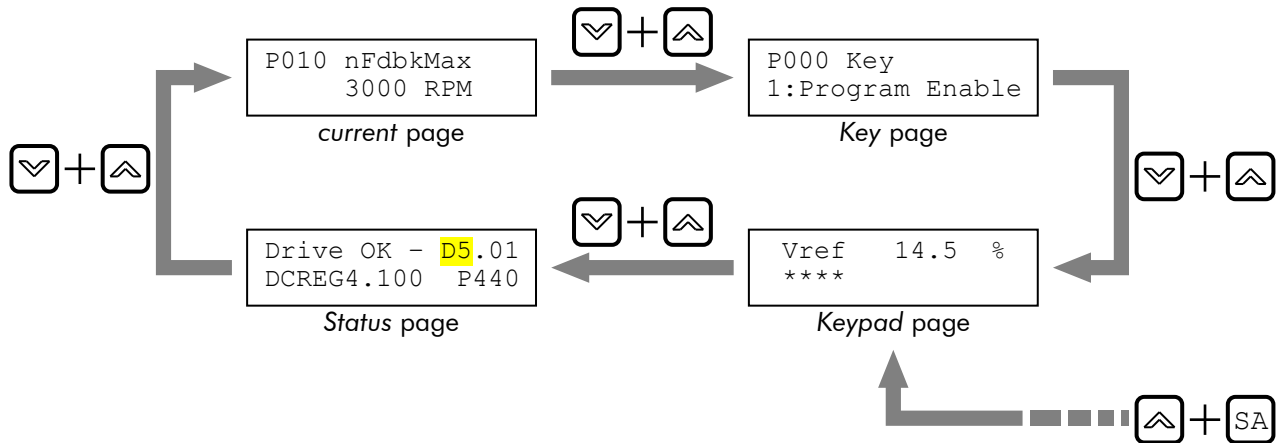 P010 nFdbkMax
3000 RPM
current page
+
P000 Key
1:Program Enable
Key page
+
+
Drive OK – D5.01
DCREG4.100 P440
Status page
+
Vref 14.5 %
****
Keypad page
+
+ SA